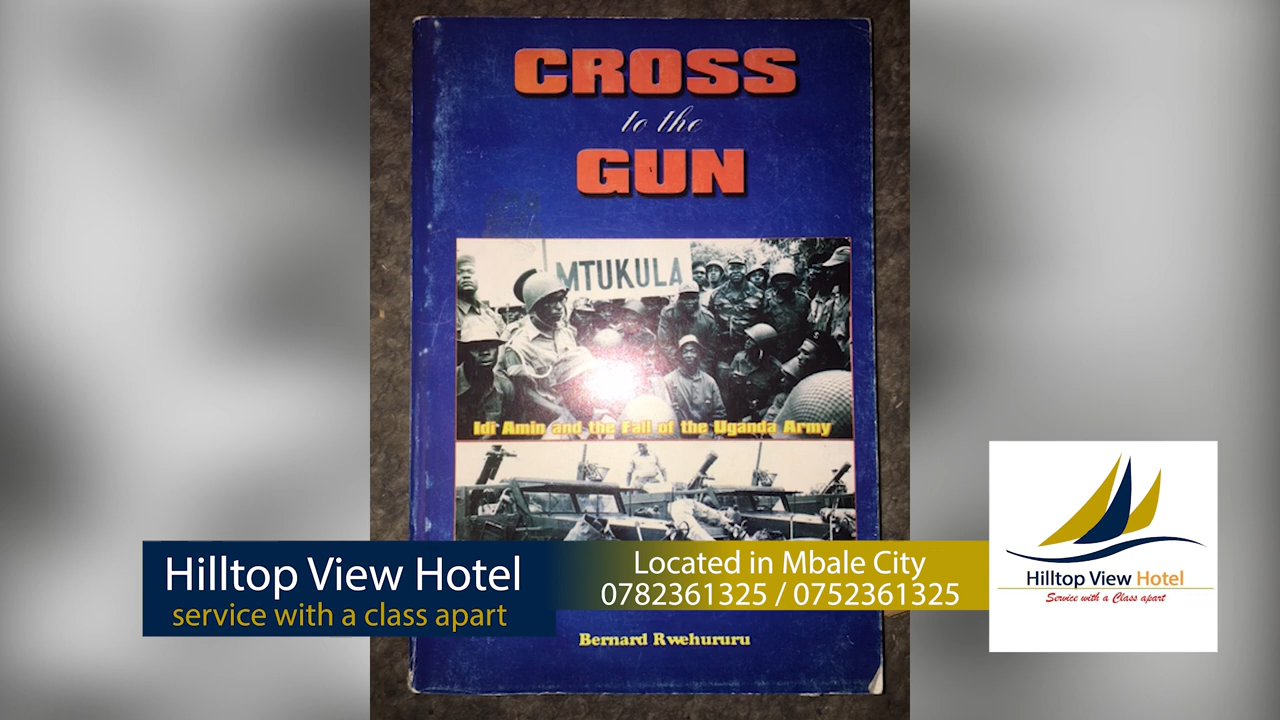 CROSS
to the
GUN
MTUKULA
Idi Amin and the Fall of the Uganda Army
Hilltop View Hotel
service with a class apart
Located in Mbale City
0782361325 / 0752361325
Hilltop View Hotel
Service with a Class apart
Bernard Rwehururu